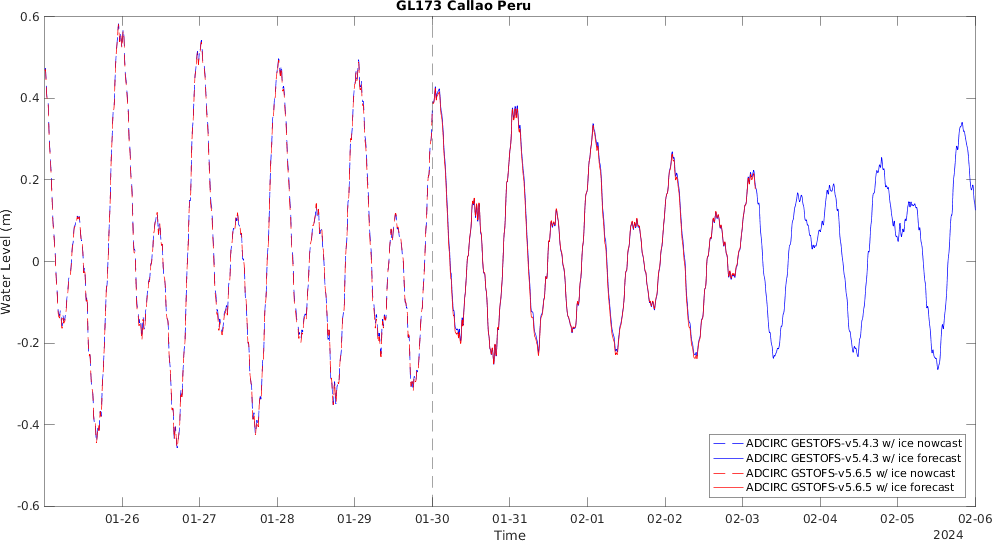 GL173 Callao Peru
0.6
0.4
0.2
0
-0.2
-0.4
-0.6
Water Level (m)
ADCIRC GESTOFS-v5.4.3 w/ ice nowcast
ADCIRC GESTOFS-v5.4.3 w/ ice forecast
ADCIRC GSTOFS-v5.6.5 w/ ice nowcast
ADCIRC GSTOFS-v5.6.5 w/ ice forecast
01-26 01-27 01-28 01-29 01-30 01-31 02-01 02-02 02-03 02-04 02-05 02-06
Time
2024